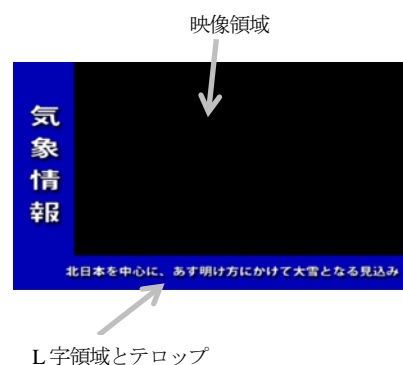 映像領域
気象情報
北日本を中心に、あす明け方にかけて大雪となる見込み
L字領域とテロップ